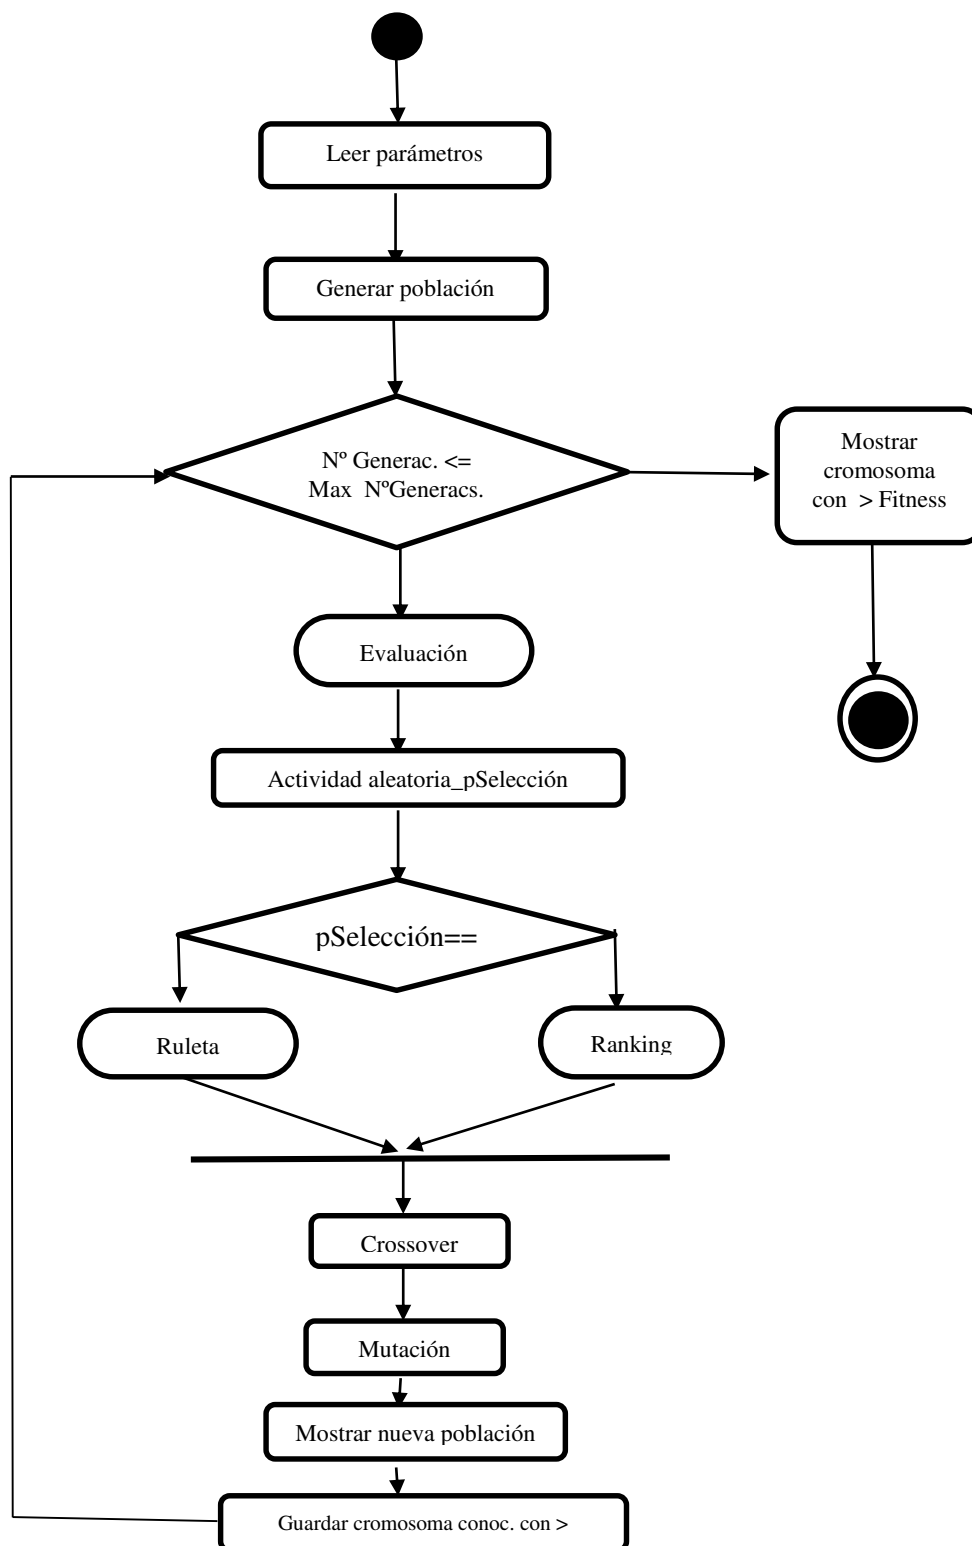 Leer parámetros
Generar población
Nº Generac. <=
Max NºGeneracs.
Mostrar
cromosoma
con > Fitness
Evaluación
Actividad aleatoria_pSelección
pSelección==
Ruleta
Ranking
Crossover
Mutación
Mostrar nueva población
Guardar cromosoma conoc. con >